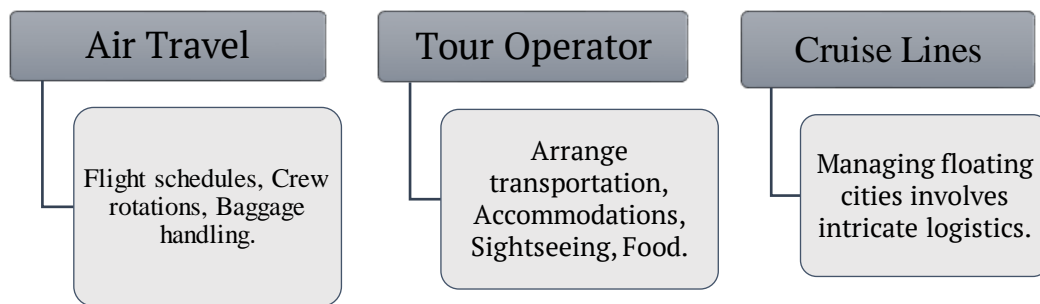 Air Travel
Flight schedules, Crew
rotations, Baggage
handling.
Tour Operator
Arrange
transportation,
Accommodations,
Sightseeing, Food.
Cruise Lines
Managing floating
cities involves
intricate logistics.